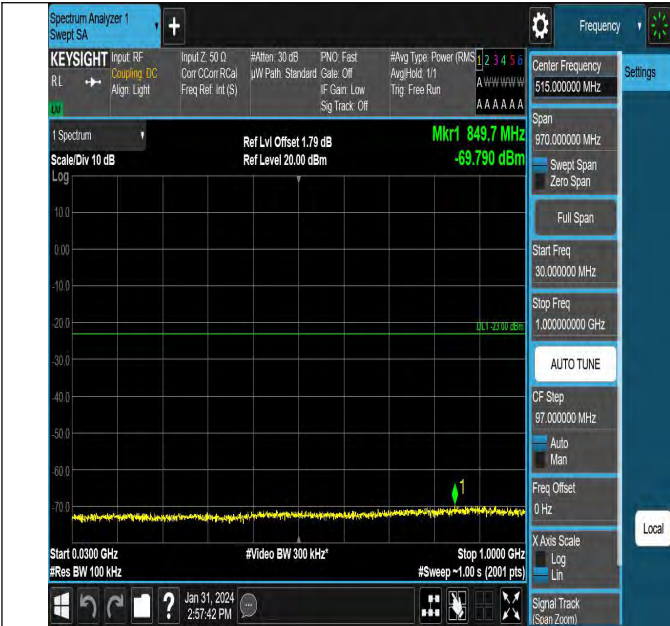 Spectrum Analyzer 1
Swept SA
+
Frequency
KEYSIGHT
RL
Input: RF
Coupling: DC
Align: Light
Input Z: 50 Ω
Corr CCorr RCal
Freq Ref: Int (S)
#Atten: 30 dB
µW Path: Standard
PNO: Fast
Gate: Off
IF Gain: Low
Sig Track: Off
#Avg Type: Power (RMS)
Avg|Hold: 1/1
Trig: Free Run
1 2 3 4 5 6
A W W W W W
A A A A A A
1 Spectrum
Scale/Div 10 dB
Log
Ref Lvl Offset 1.79 dB
Ref Level 20.00 dBm
Mkr1 849.7 MHz
-69.790 dBm
10.0
0.00
-10.0
-20.0
-30.0
-40.0
-50.0
-60.0
-70.0
DL1 -23.00 dBm
1
Start 0.0300 GHz
#Res BW 100 kHz
#Video BW 300 kHz*
Stop 1.0000 GHz
#Sweep ~1.00 s (2001 pts)
?
Jan 31, 2024
2:57:42 PM
Center Frequency
515.000000 MHz
Span
970.000000 MHz
Swept Span
Zero Span
Full Span
Start Freq
30.000000 MHz
Stop Freq
1.000000000 GHz
AUTO TUNE
CF Step
97.000000 MHz
Auto
Man
Freq Offset
0 Hz
X Axis Scale
Log
Lin
Signal Track
(Span Zoom)
Settings
Local